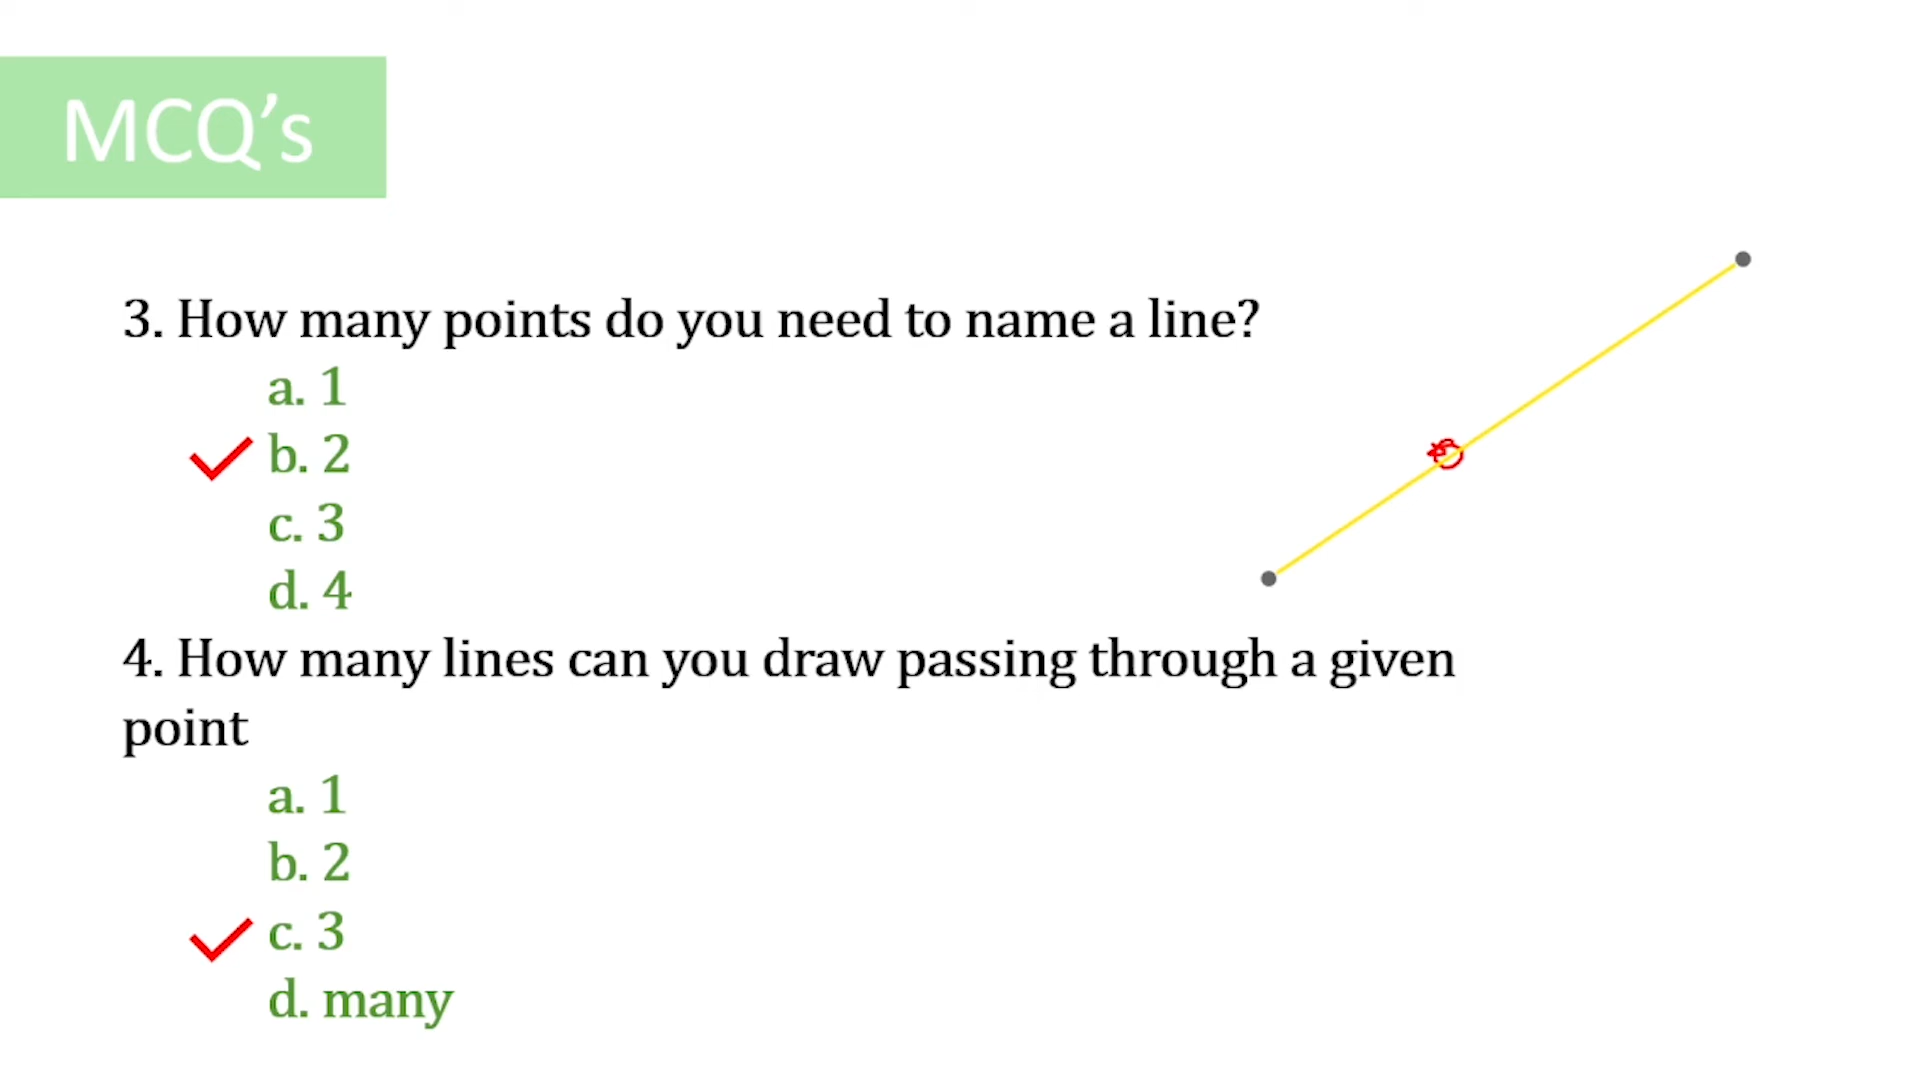 MCQ’s
3. How many points do you need to name a line?
a. 1
b. 2
c. 3
d. 4
4. How many lines can you draw passing through a given
point
a. 1
b. 2
c. 3
d. many